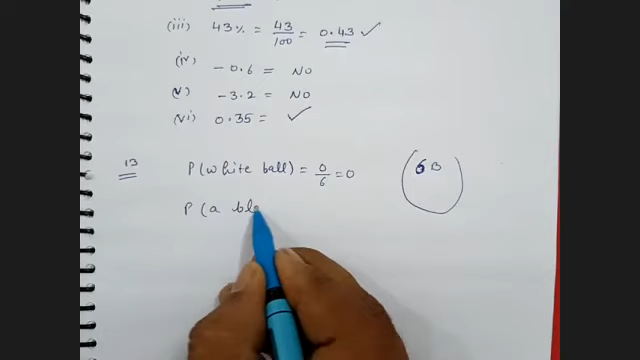 (iii) 43% = 43/100 = 0.43 ✓
(iv) -0.6 = No
(v) -3.2 = No
(vi) 0.35 = ✓
13 P(white ball) = 0/6 = 0
6 B
P(a bl